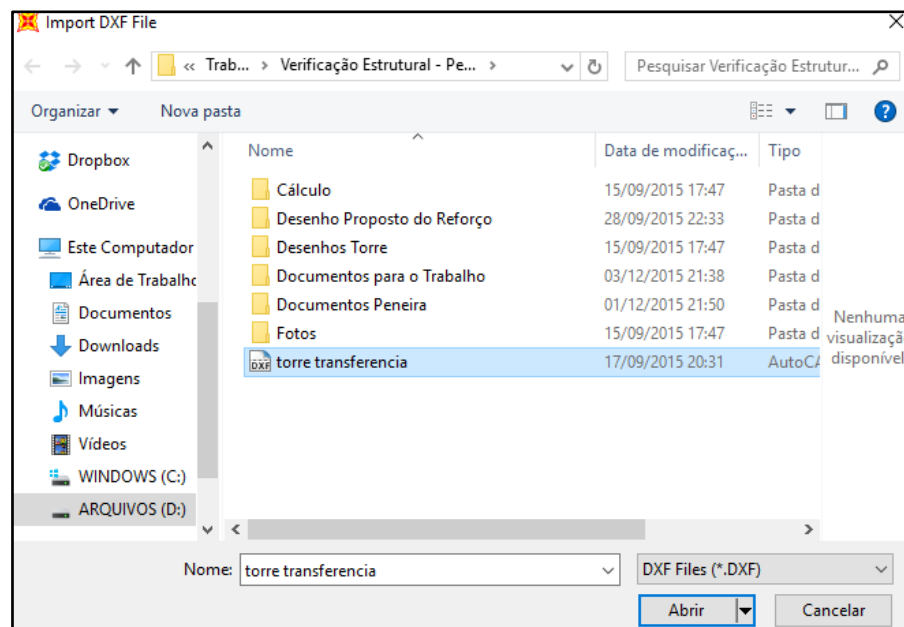 Import DXF File
« Trab... › Verificação Estrutural - Pe... ›
Pesquisar Verificação Estrutur...
Organizar
Nova pasta
Nome
Data de modificaç...
Tipo
Dropbox
OneDrive
Este Computador
Área de Trabalho
Documentos
Downloads
Imagens
Músicas
Vídeos
WINDOWS (C:)
ARQUIVOS (D:)
Cálculo 15/09/2015 17:47 Pasta d
Desenho Proposto do Reforço 28/09/2015 22:33 Pasta d
Desenhos Torre 15/09/2015 17:47 Pasta d
Documentos para o Trabalho 03/12/2015 21:38 Pasta d
Documentos Peneira 01/12/2015 21:50 Pasta d
Fotos 15/09/2015 17:47 Pasta d
DXF torre transferencia 17/09/2015 20:31 AutoCA
Nenhuma
visualizaçã
disponível
Nome: torre transferencia
DXF Files (*.DXF)
Abrir
Cancelar